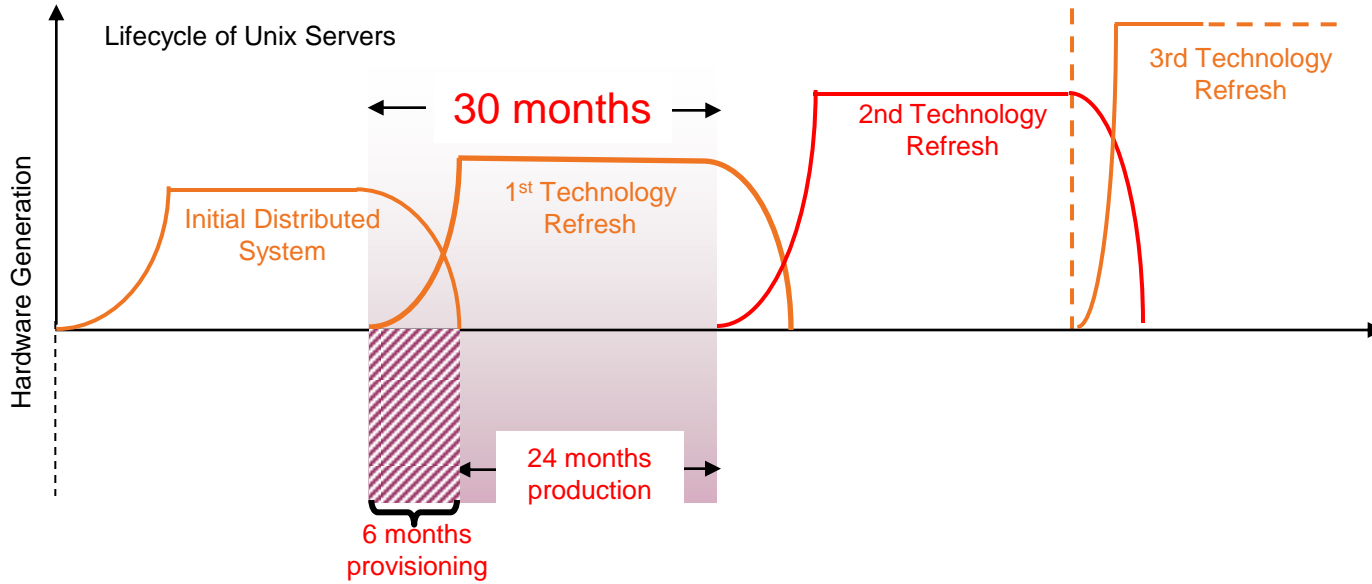 Lifecycle of Unix Servers
3rd Technology
Refresh
30 months
2nd Technology
Refresh
1st Technology
Refresh
Initial Distributed
System
Hardware Generation
24 months
production
6 months
provisioning